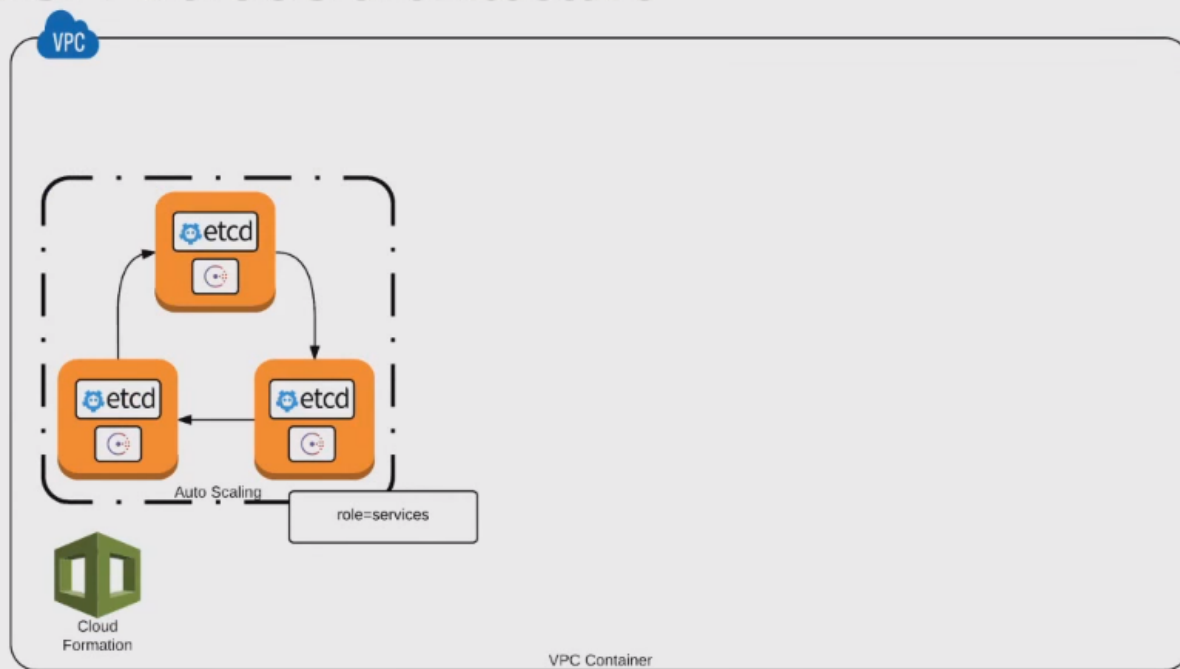 VPC
etcd
etcd
etcd
Auto Scaling
role=services
Cloud
Formation
VPC Container